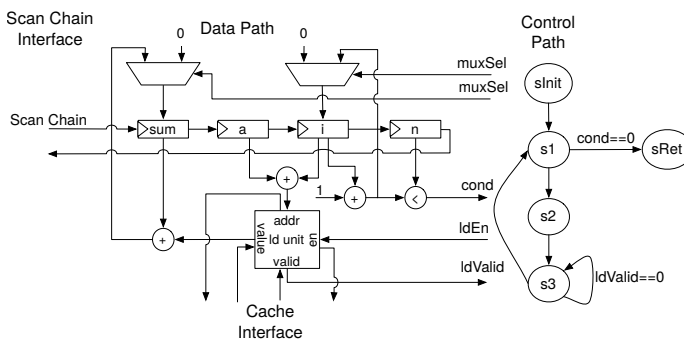 Scan Chain
Interface
Data Path
Control
Path
0
0
muxSel
muxSel
sInit
Scan Chain
sum
a
i
n
s1
cond==0
sRet
+
1
+
<
cond
s2
addr
value
ld unit
en
valid
+
ldEn
ldValid
s3
ldValid==0
Cache
Interface